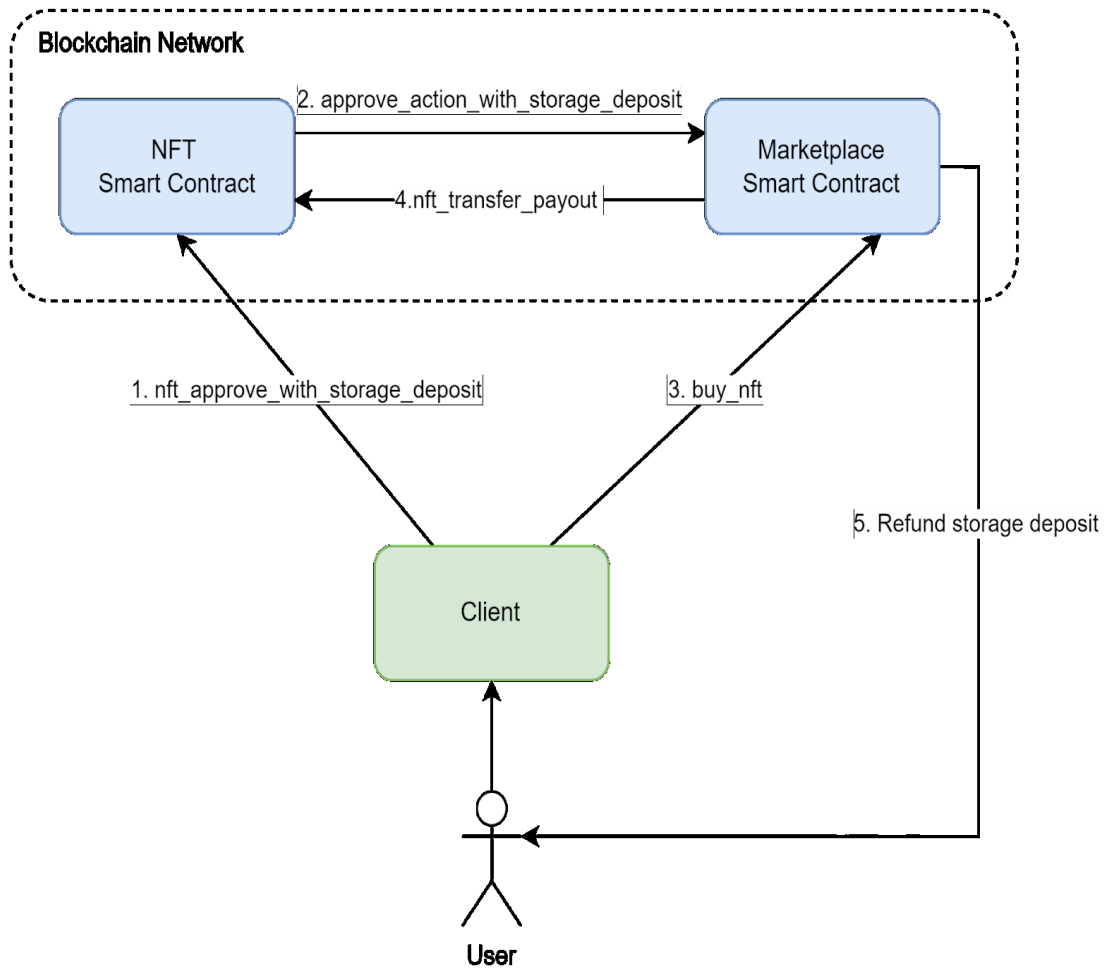 Blockchain Network
2. approve_action_with_storage_deposit
NFT
Smart Contract
Marketplace
Smart Contract
4.nft_transfer_payout
1. nft_approve_with_storage_deposit
3. buy_nft
5. Refund storage deposit
Client
User